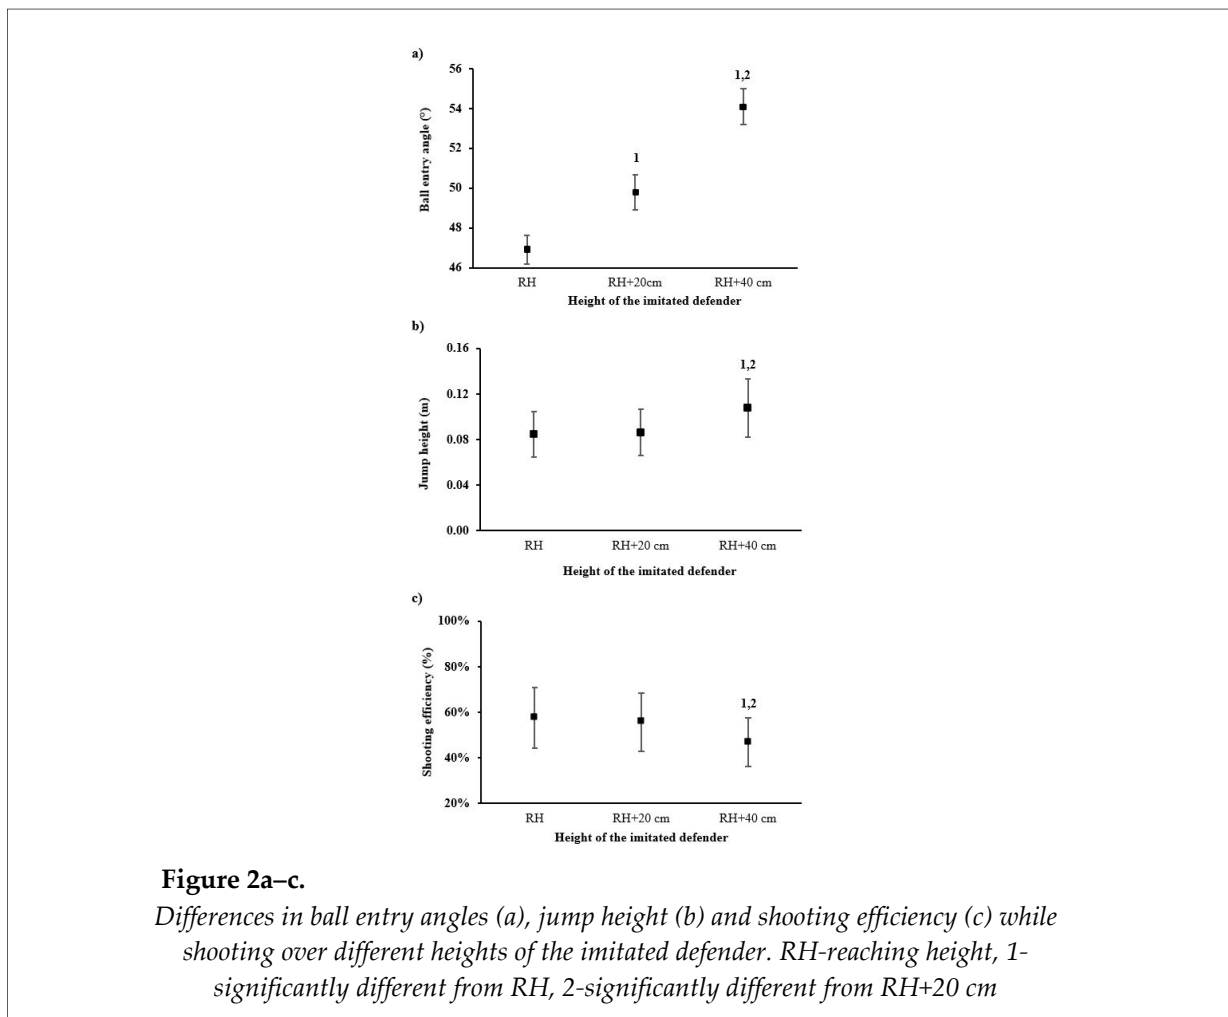 a)
56
54
52
50
48
46
Ball entry angle (°)
1
1,2
RH
RH+20cm
RH+40 cm
Height of the imitated defender
b)
0.16
0.12
0.08
0.04
0.00
Jump height (m)
1,2
RH
RH+20 cm
RH+40 cm
Height of the imitated defender
c)
100%
80%
60%
40%
20%
Shooting efficiency (%)
1,2
RH
RH+20 cm
RH+40 cm
Height of the imitated defender
Figure 2a–c.
Differences in ball entry angles (a), jump height (b) and shooting efficiency (c) while
shooting over different heights of the imitated defender. RH-reaching height, 1-
significantly different from RH, 2-significantly different from RH+20 cm